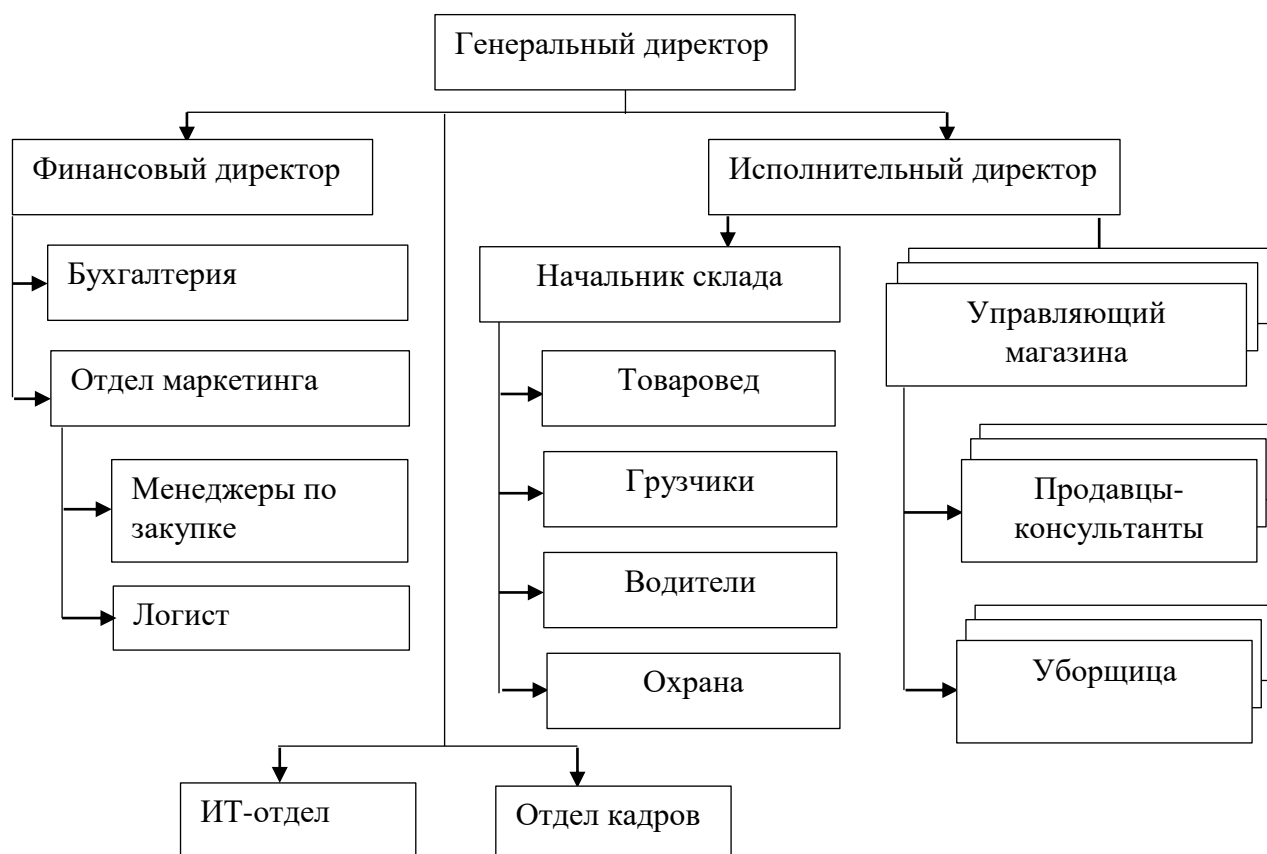 Генеральный директор
Финансовый директор
Исполнительный директор
Бухгалтерия
Начальник склада
Управляющий
магазина
Отдел маркетинга
Товаровед
Менеджеры по
закупке
Грузчики
Продавцы-
консультанты
Логист
Водители
Охрана
Уборщица
ИТ-отдел
Отдел кадров